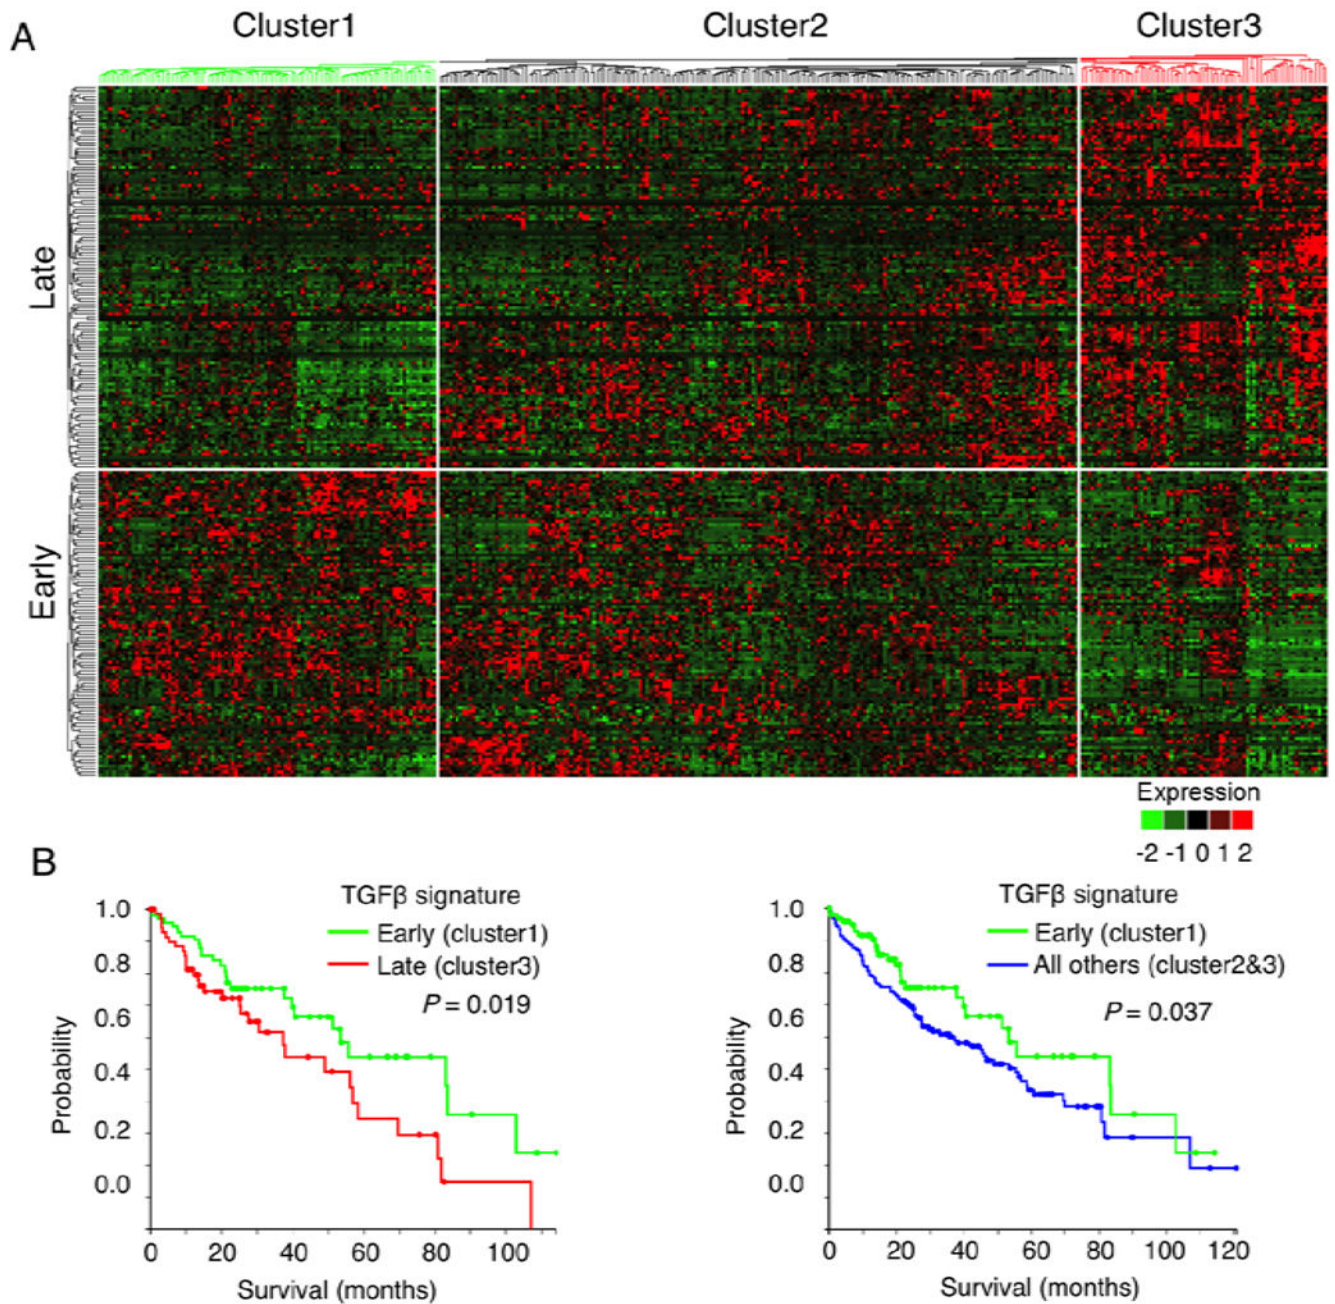 A
Cluster1 Cluster2 Cluster3
Late
Early
Expression
-2 -1 0 1 2
B
TGFβ signature
Early (cluster1)
Late (cluster3)
P = 0.019
1.0
0.8
0.6
0.4
0.2
0.0
Probability
0 20 40 60 80 100
Survival (months)
TGFβ signature
Early (cluster1)
All others (cluster2&3)
P = 0.037
1.0
0.8
0.6
0.4
0.2
0.0
Probability
0 20 40 60 80 100 120
Survival (months)